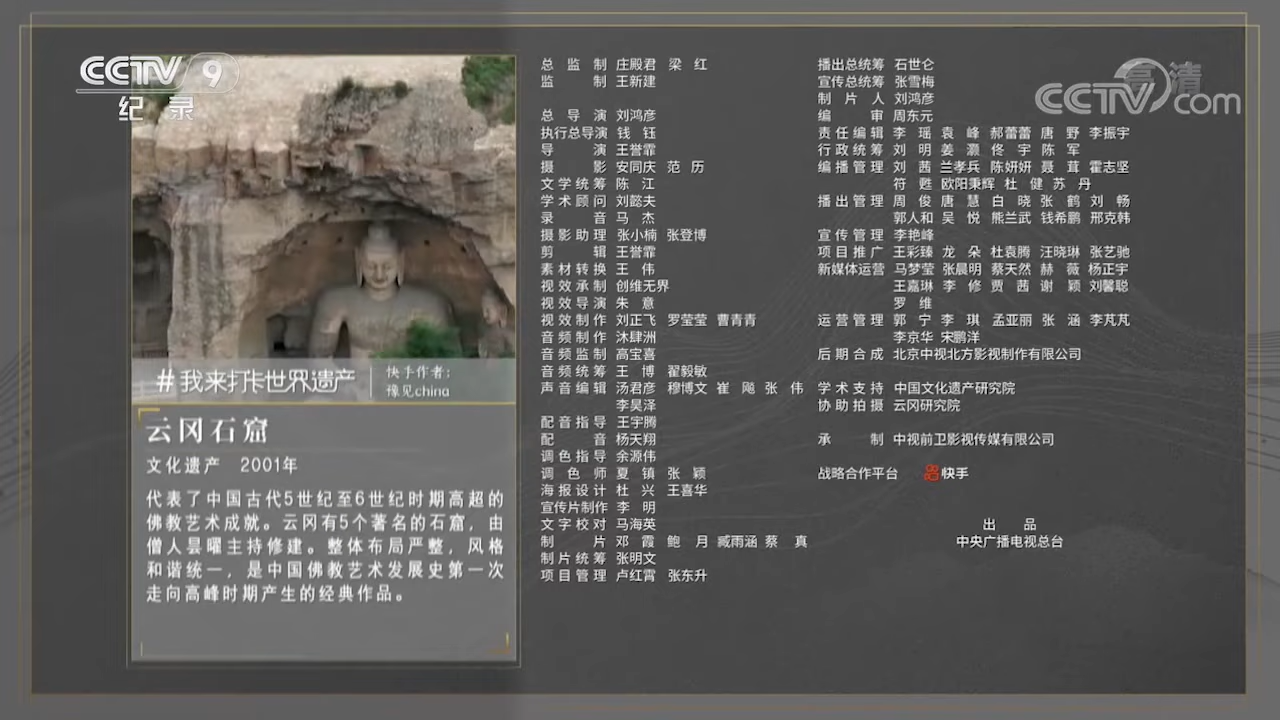 CCTV 9
纪录
高清
CCTV.com
#我来打卡世界遗产
快手作者:
豫见china
云冈石窟
文化遗产 2001年
代表了中国古代5世纪至6世纪时期高超的
佛教艺术成就。云冈有5个著名的石窟，由
僧人昙曜主持修建。整体布局严整，风格
和谐统一，是中国佛教艺术发展史第一次
走向高峰时期产生的经典作品。
总监制 庄殿君 梁红
监制 王新建
总导演 刘鸿彦
执行总导演 钱钰
导演 王誉霏
摄影 安同庆 范历
文学统筹 陈江
学术顾问 刘懿夫
录音 马杰
摄影助理 张小楠 张登博
剪辑 王誉霏
素材转换 王伟
视效承制 创维无界
视效导演 朱意
视效制作 刘正飞 罗莹莹 曹青青
音频制作 沐肆洲
音频监制 高宝喜
音频统筹 王博 翟毅敏
声音编辑 汤君彦 穆博文 崔飚 张伟
李昊泽
配音指导 王宇腾
配音 杨天翔
调色指导 余源伟
调色师 夏镇 张颖
海报设计 杜兴 王喜华
宣传片制作 李明
文字校对 马海英
制片 邓霞 鲍月 臧雨涵 蔡真
制片统筹 张明文
项目管理 卢红霄 张东升
播出总统筹 石世仑
宣传总统筹 张雪梅
制片人 刘鸿彦
编审 周东元
责任编辑 李瑶 袁峰 郝蕾蕾 唐野 李振宇
行政统筹 刘明 姜灏 佟宇 陈军
编播管理 刘茜 兰孝兵 陈妍妍 聂茸 霍志坚
符甦 欧阳秉辉 杜健 苏丹
播出管理 周俊 唐慧 白晓 张鹤 刘畅
郭人和 吴悦 熊兰武 钱希鹏 邢克韩
宣传管理 李艳峰
项目推广 王彩臻 龙朵 杜袁腾 汪晓琳 张艺驰
新媒体运营 马梦莹 张晨明 蔡天然 赫薇 杨正宇
王嘉琳 李修 贾茜 谢颖 刘馨聪
罗维
运营管理 郭宁 李琪 孟亚丽 张涵 李芃芃
李京华 宋鹏洋
后期合成 北京中视北方影视制作有限公司
学术支持 中国文化遗产研究院
协助拍摄 云冈研究院
承制 中视前卫影视传媒有限公司
战略合作平台 快手
出品
中央广播电视总台